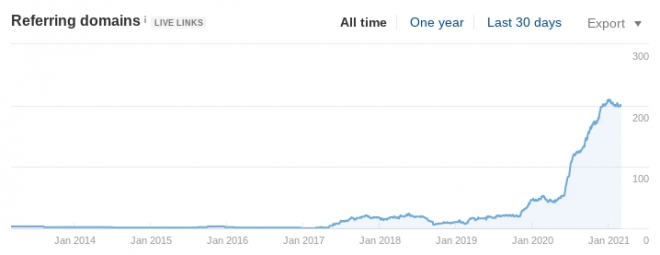 Referring domains i LIVE LINKS All time One year Last 30 days Export
300
200
100
Jan 2014 Jan 2015 Jan 2016 Jan 2017 Jan 2018 Jan 2019 Jan 2020 Jan 2021 0